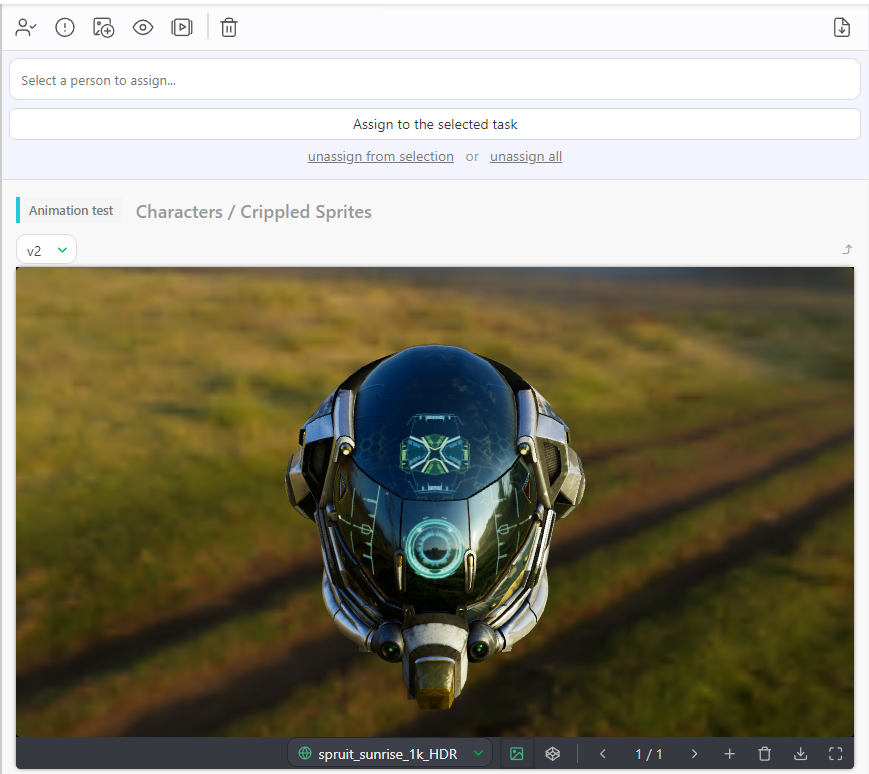 Select a person to assign...
Assign to the selected task
unassign from selection or unassign all
Animation test Characters / Crippled Sprites
v2
spruit_sunrise_1k_HDR 1 / 1